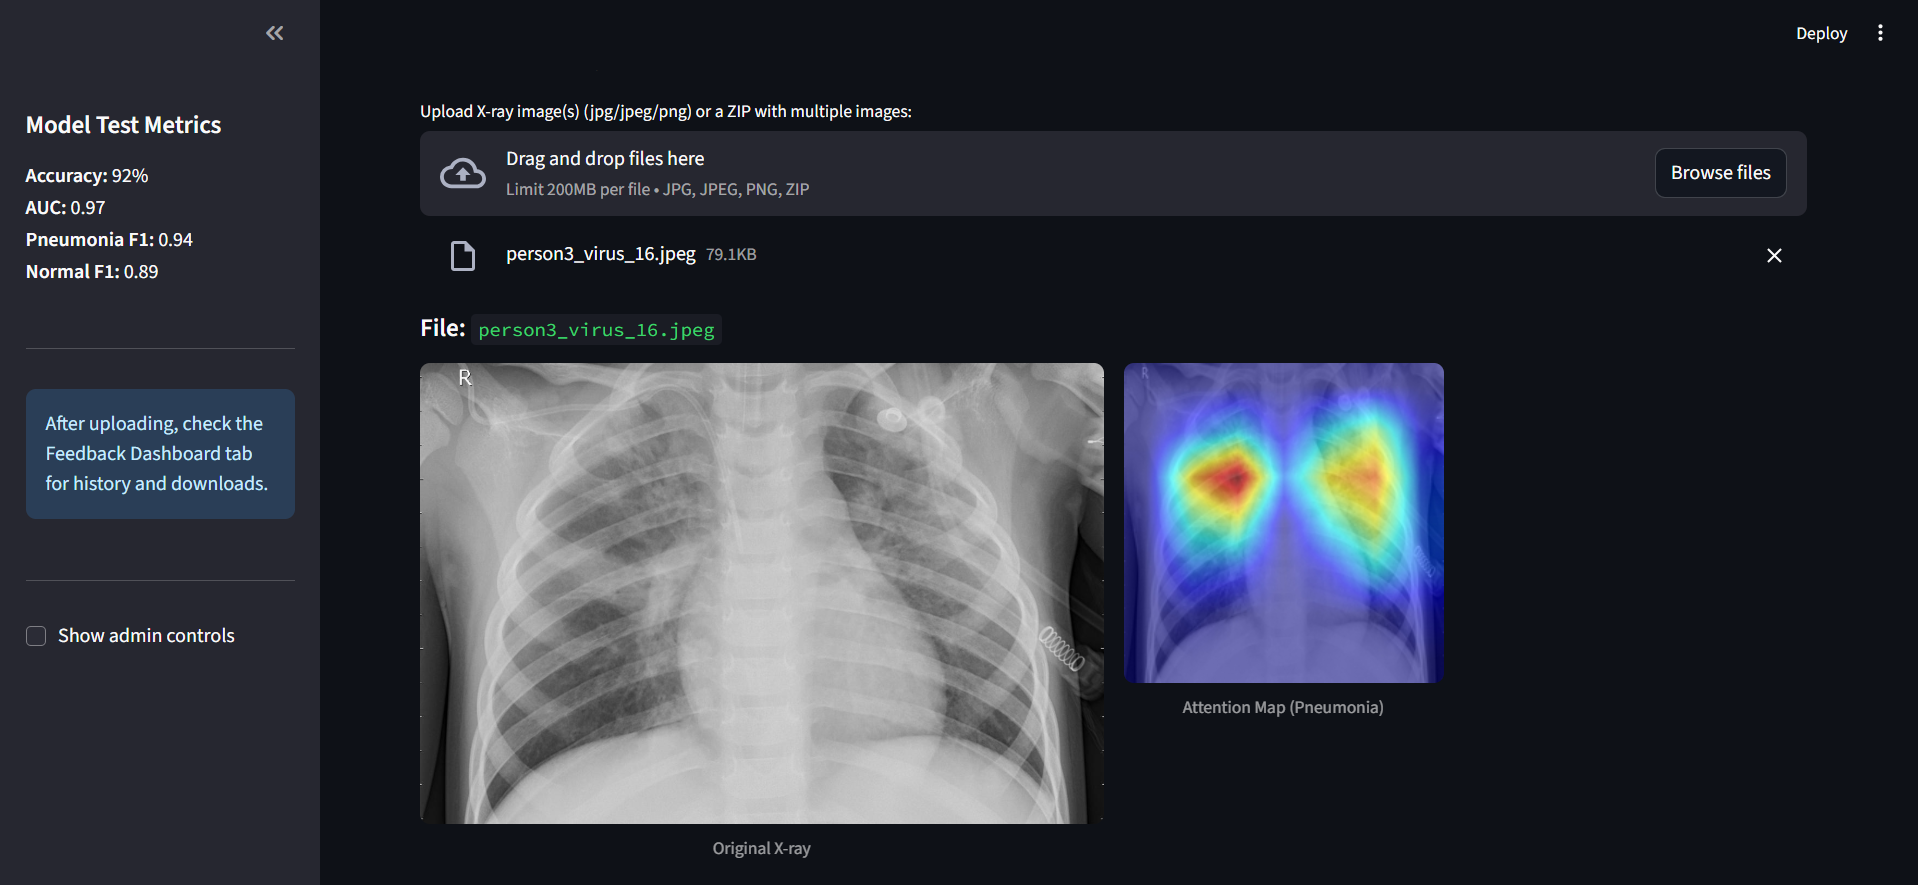 Deploy
Model Test Metrics
Accuracy: 92%
AUC: 0.97
Pneumonia F1: 0.94
Normal F1: 0.89
After uploading, check the
Feedback Dashboard tab
for history and downloads.
Show admin controls
Upload X-ray image(s) (jpg/jpeg/png) or a ZIP with multiple images:
Drag and drop files here
Limit 200MB per file • JPG, JPEG, PNG, ZIP
Browse files
person3_virus_16.jpeg 79.1KB
File: person3_virus_16.jpeg
R
R
Original X-ray
Attention Map (Pneumonia)